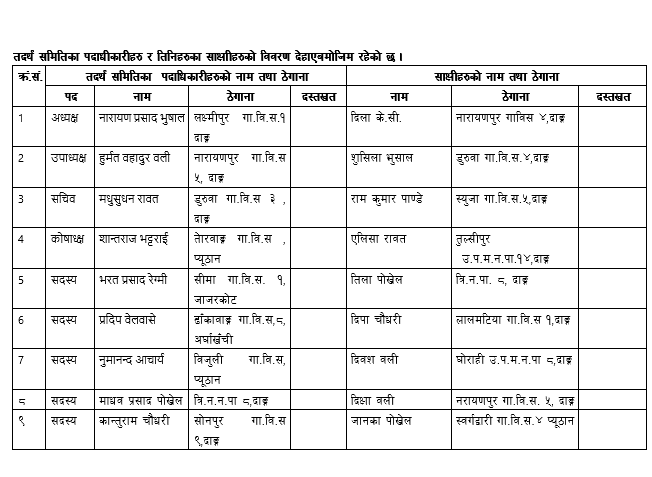 तदर्थ समितिका पदाधीकारीहरु र तिनिहरुका साक्षीहरुको विवरण देहाएबमोजिम रहेको छ ।
क्रं.सं. तदर्थ समितिका पदाधिकारीहरुको नाम तथा ठेगाना साक्षीहरुको नाम तथा ठेगाना
पद नाम ठेगाना दस्तखत नाम ठेगाना दस्तखत
1 अध्यक्ष नारायण प्रसाद भुषाल लक्ष्मीपुर गा.वि.स.१ दिला के.सी. नारायणपुर गाविस ४,दाङ्ग
दाङ्ग
2 उपाध्यक्ष हुर्मत वहादुर वली नारायणपुर गा.वि.स शुसिला भुसाल डुरुवा गा.वि.स.४,दाङ्ग
५, दाङ्ग
3 सचिव मधुसुधन रावत डुरुवा गा.वि.स ३ , राम कुमार पाण्डे स्युजा गा.वि.स.५,दाङ्ग
दाङ्ग
4 कोषाध्क्ष शान्तराज भट्टराई तोरवाङ्ग गा.वि.स , एलिसा रावत तुल्सीपुर
प्यूठान उ.प.म.न.पा.१४,दाङ्ग
5 सदस्य भरत प्रसाद रेग्मी सीमा गा.वि.स. १, तिला पोख्रेल त्रि.न.पा. ८, दाङ्ग
जाजरकोट
6 सदस्य प्रदिप वेलवासे ढाँकावाङ्ग गा.वि.स,८, दिपा चौधरी लालमटिया गा.वि.स १,दाङ्ग
अर्घाखाँची
7 सदस्य नुमानन्द आचार्य विजुली गा.वि.स, दिवश वली घोराही उ.प.म.न.पा ८,दाङ्ग
प्यूठान
८ सदस्य माधव प्रसाद पोख्रेल त्रि.न.न.पा ८,दाङ्ग दिक्षा वली नरायणपुर गा.वि.स. ५, दाङ्ग
९ सदस्य कान्तुराम चौधरी सोनपुर गा.वि.स जानका पोख्रेल स्वर्गद्वारी गा.वि.स.४ प्यूठान
९,दाङ्ग